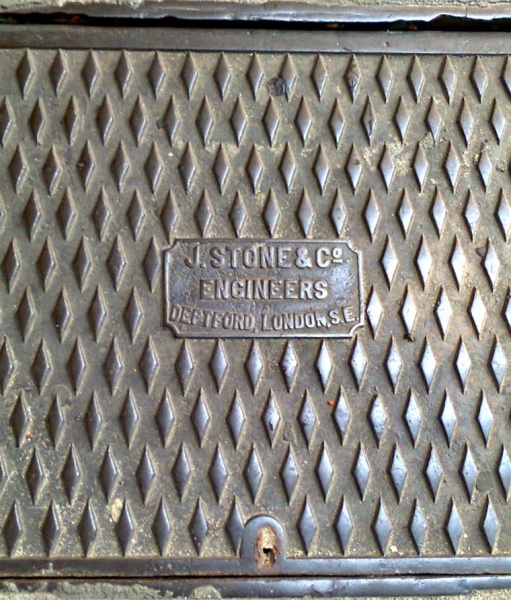 J. STONE & Co.
ENGINEERS
DEPTFORD, LONDON, S.E.